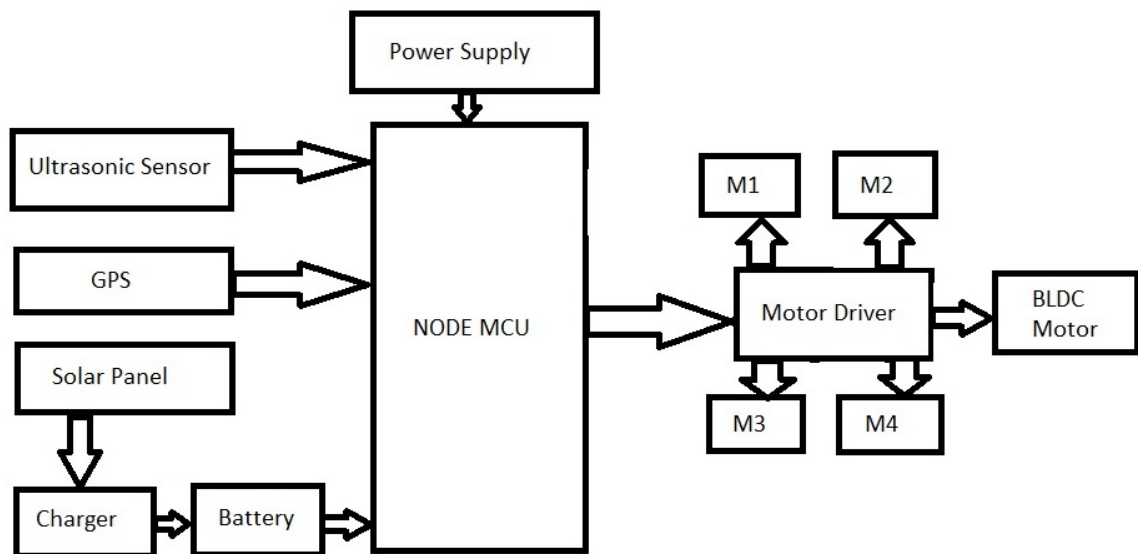 Power Supply
Ultrasonic Sensor
M1
M2
GPS
NODE MCU
Motor Driver
BLDC
Motor
Solar Panel
M3
M4
Charger
Battery